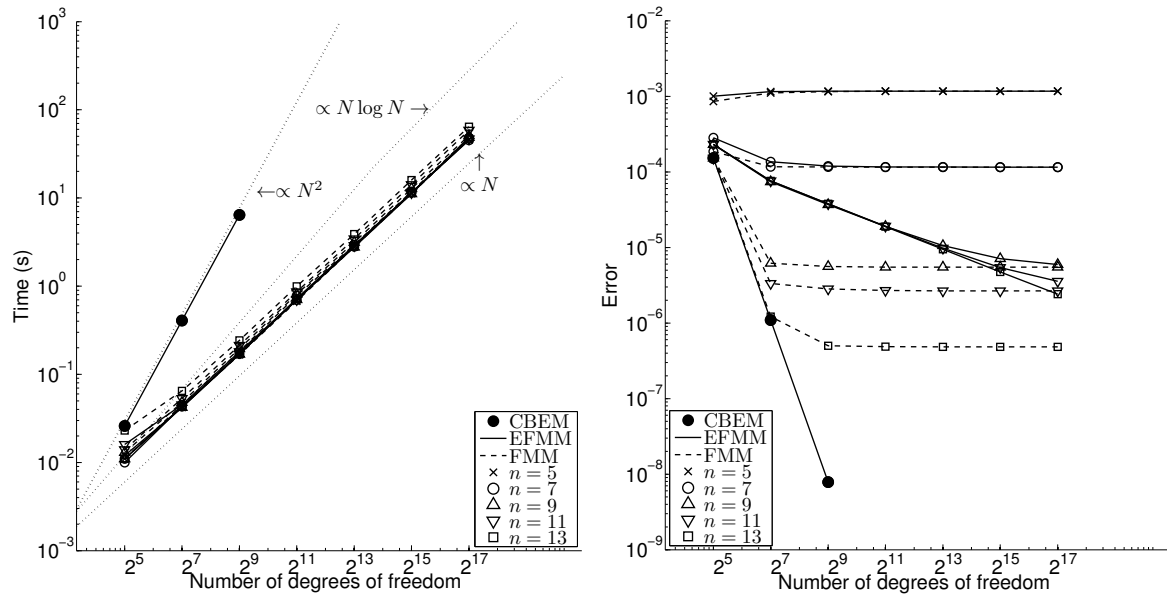 10^3
10^2
10^1
10^0
10^−1
10^−2
10^−3
Time (s)
∝ N log N →
←∝ N^2
↑
∝ N
CBEM
EFMM
FMM
n = 5
n = 7
n = 9
n = 11
n = 13
2^5 2^7 2^9 2^11 2^13 2^15 2^17
Number of degrees of freedom
10^−2
10^−3
10^−4
10^−5
10^−6
10^−7
10^−8
10^−9
Error
CBEM
EFMM
FMM
n = 5
n = 7
n = 9
n = 11
n = 13
2^5 2^7 2^9 2^11 2^13 2^15 2^17
Number of degrees of freedom